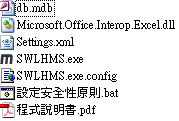 db.mdb
Microsoft.Office.Interop.Excel.dll
Settings.xml
SWLHMS.exe
SWLHMS.exe.config
設定安全性原則.bat
程式說明書.pdf